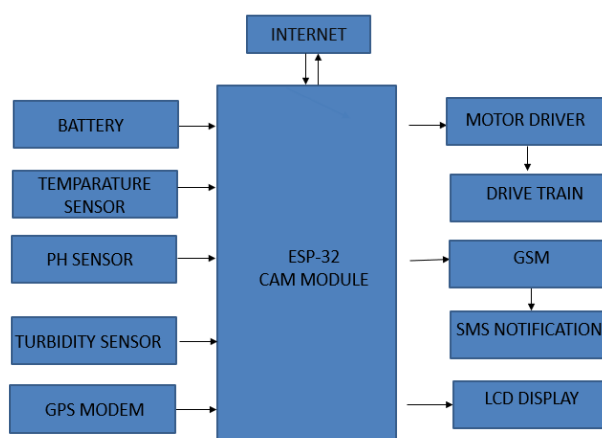 INTERNET
BATTERY
TEMPARATURE
SENSOR
PH SENSOR
TURBIDITY SENSOR
GPS MODEM
ESP-32
CAM MODULE
MOTOR DRIVER
DRIVE TRAIN
GSM
SMS NOTIFICATION
LCD DISPLAY